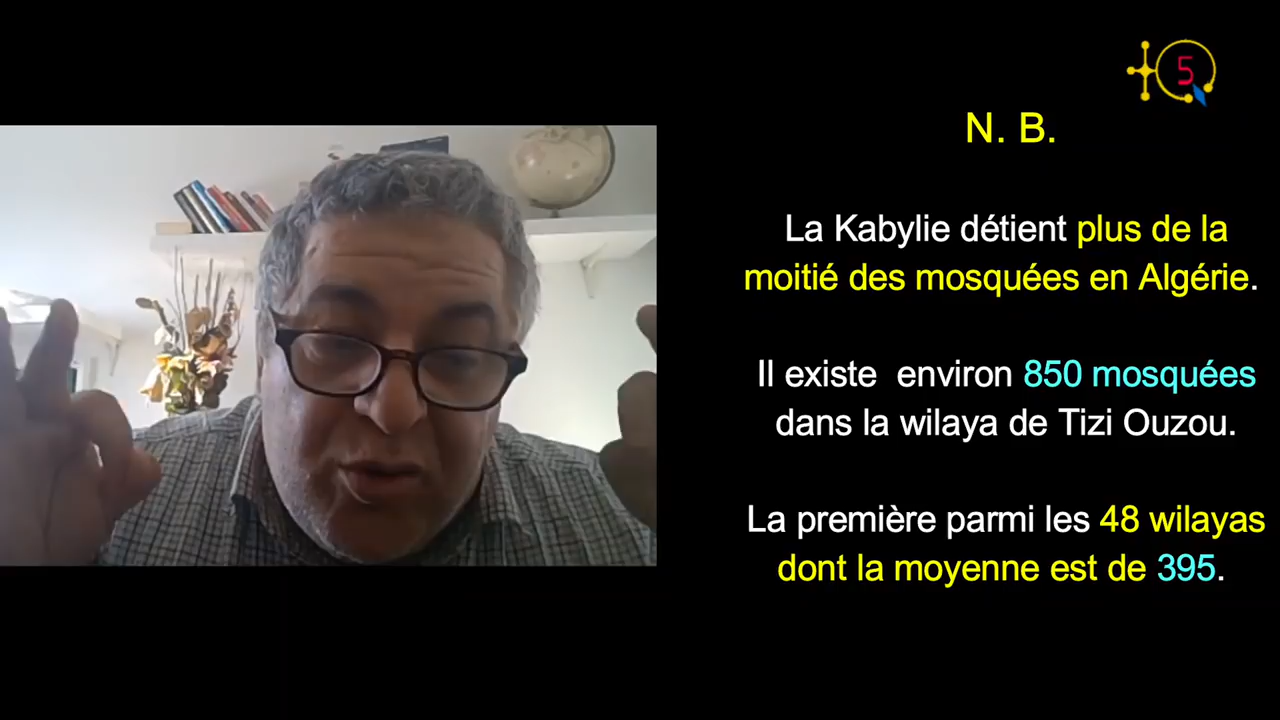 5
N. B.
La Kabylie détient plus de la
moitié des mosquées en Algérie.
Il existe  environ 850 mosquées
dans la wilaya de Tizi Ouzou.
La première parmi les 48 wilayas
dont la moyenne est de 395.